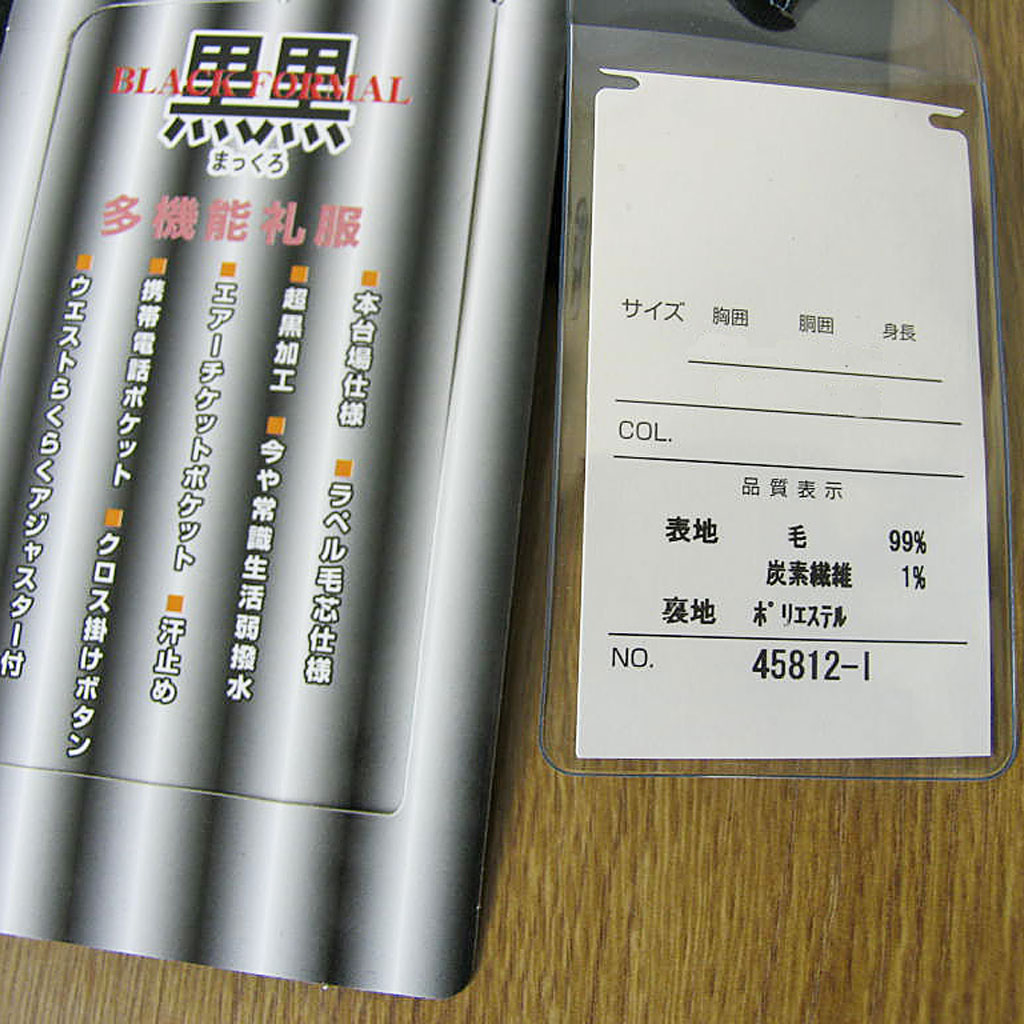 黒黒
BLACK FORMAL
まっくろ
多機能礼服
■本台場仕様 ■ラペル毛芯仕様
■超黒加工 ■今や常識生活弱撥水
■エアーチケットポケット ■汗止め
■携帯電話ポケット ■クロス掛けボタン
■ウエストらくらくアジャスター付
サイズ 胸囲 胴囲 身長
COL.
品質表示
表地 毛 99%
炭素繊維 1%
裏地 ポリエステル
NO. 45812-1